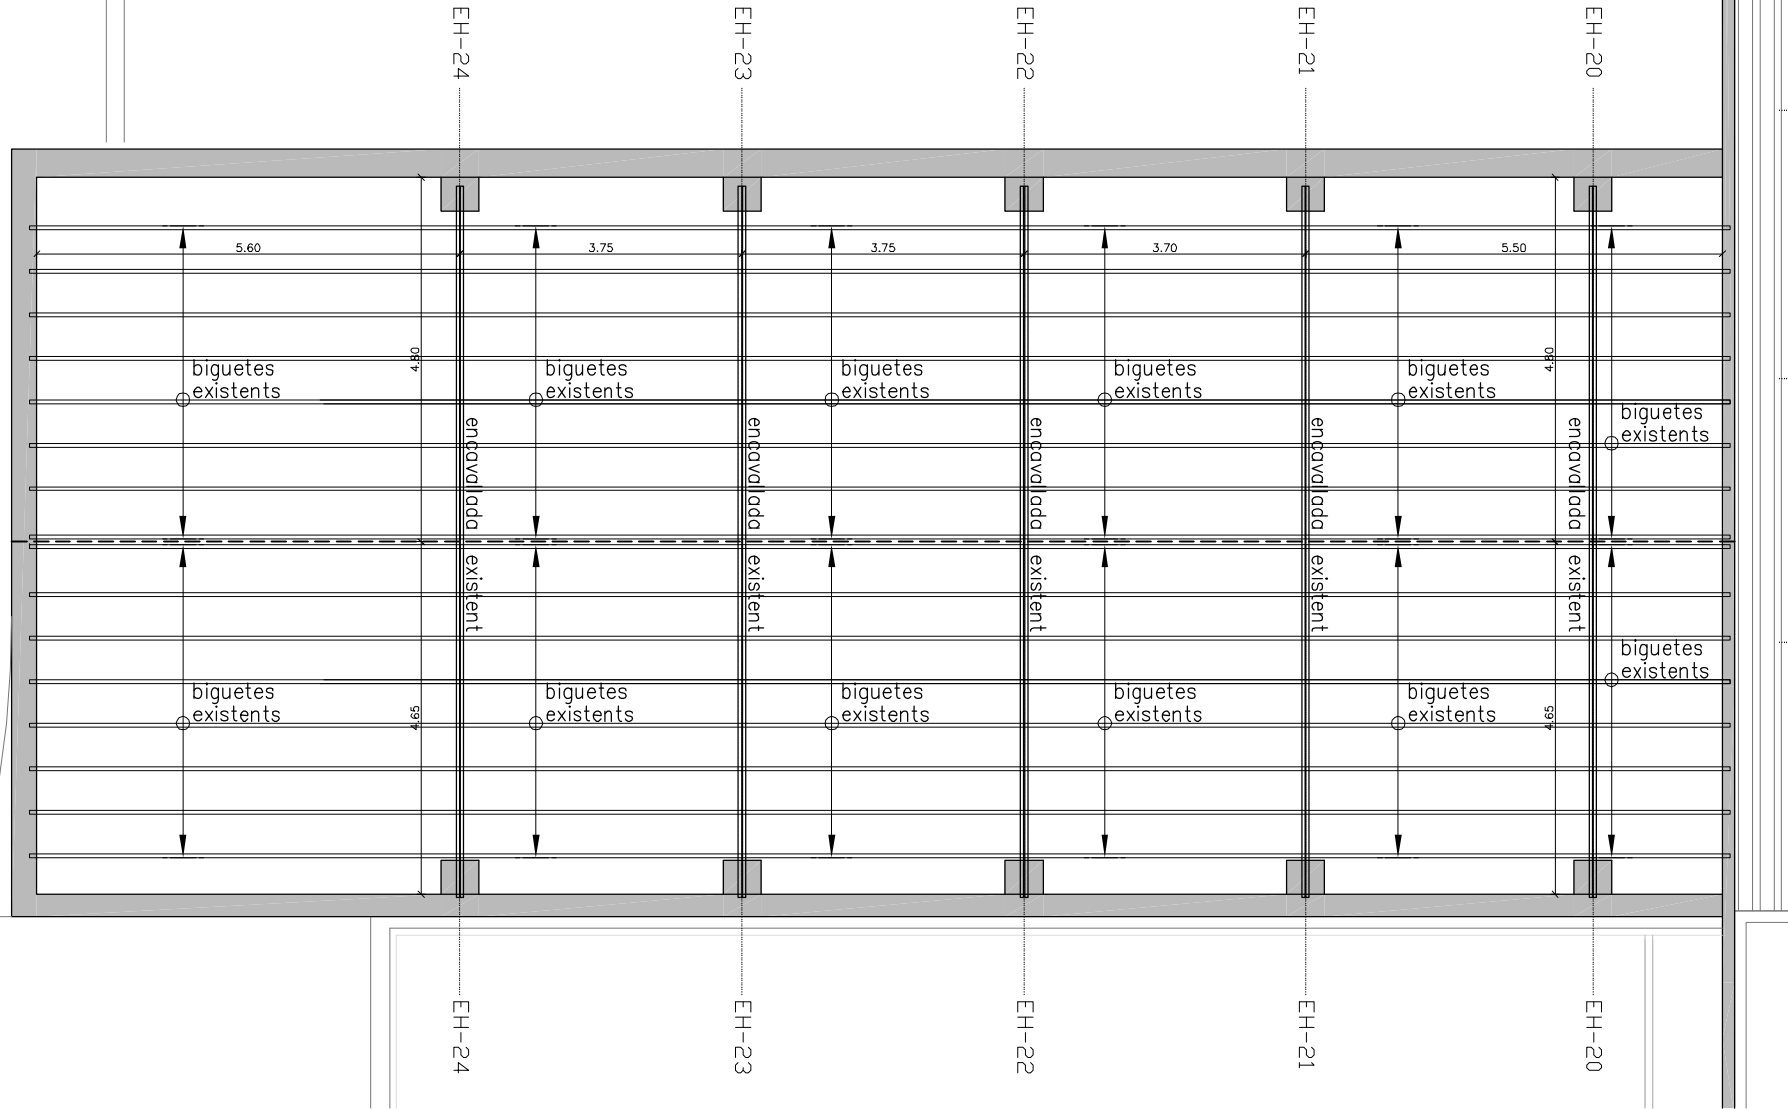 EH-24
EH-23
EH-22
EH-21
EH-20
5.60
3.75
3.75
3.70
5.50
4.80
4.80
biguetes
existents
biguetes
existents
biguetes
existents
biguetes
existents
biguetes
existents
biguetes
existents
encavallada existent
encavallada existent
encavallada existent
encavallada existent
encavallada existent
biguetes
existents
biguetes
existents
biguetes
existents
biguetes
existents
biguetes
existents
biguetes
existents
4.65
4.65
EH-24
EH-23
EH-22
EH-21
EH-20